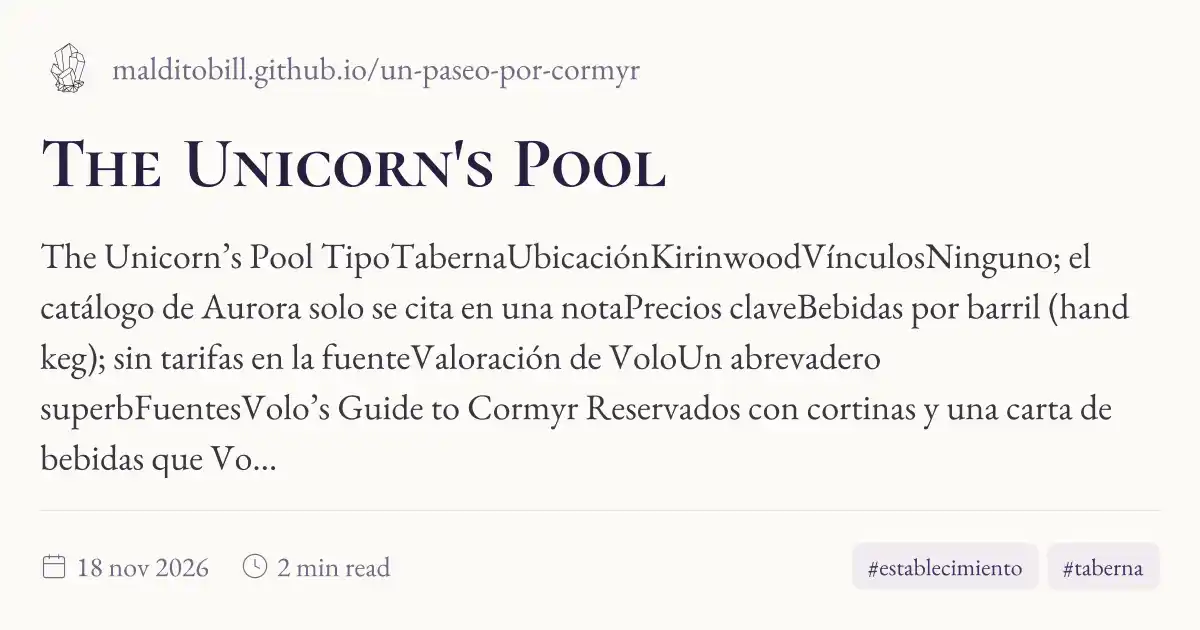 malditobill.github.io/un-paseo-por-cormyr
The Unicorn's Pool
The Unicorn’s Pool TipoTabernaUbicaciónKirinwoodVínculosNinguno; el
catálogo de Aurora solo se cita en una notaPrecios claveBebidas por barril (hand
keg); sin tarifas en la fuenteValoración de VoloUn abrevadero
superbFuentesVolo’s Guide to Cormyr Reservados con cortinas y una carta de
bebidas que Vo...
18 nov 2026 2 min read #establecimiento #taberna